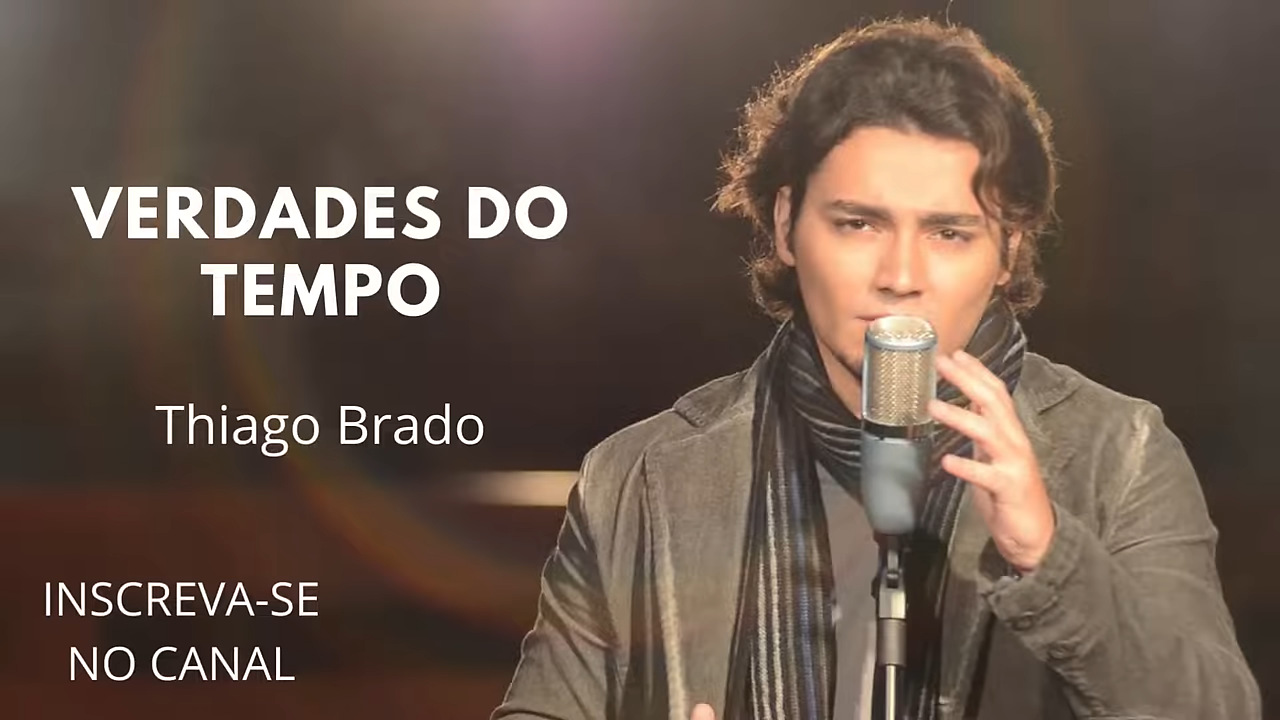 VERDADES DO
TEMPO
Thiago Brado
INSCREVA-SE
NO CANAL